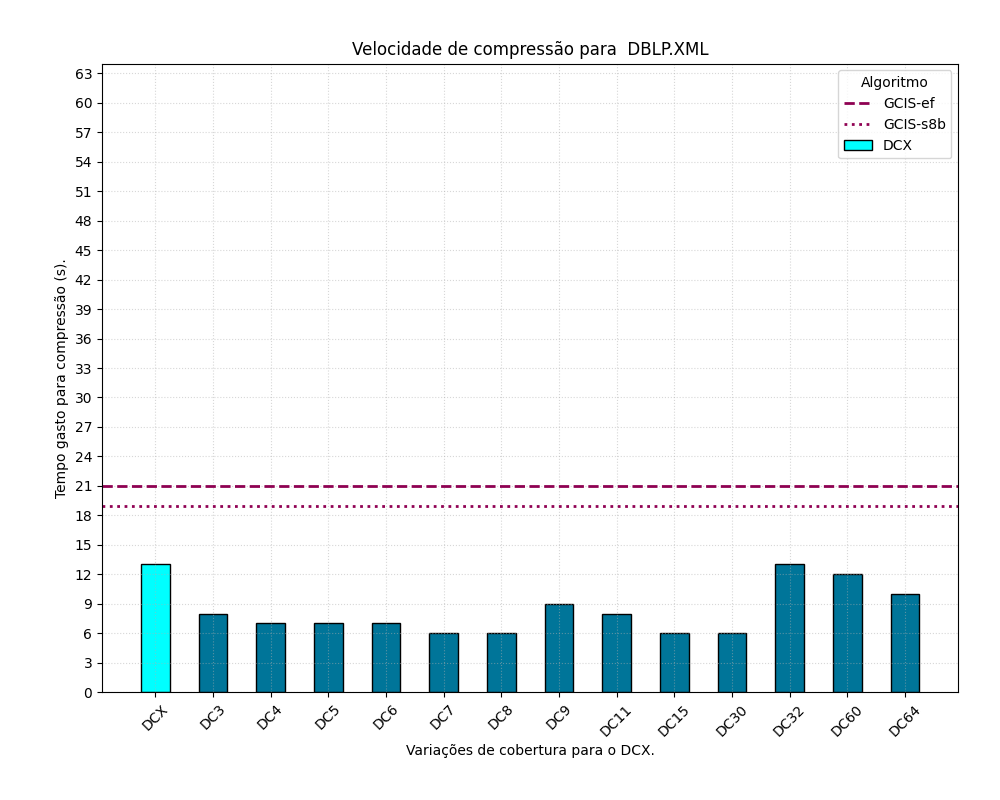 Velocidade de compressão para  DBLP.XML
Algoritmo
GCIS-ef
GCIS-s8b
DCX
Tempo gasto para compressão (s).
63
60
57
54
51
48
45
42
39
36
33
30
27
24
21
18
15
12
9
6
3
0
DCX
DC3
DC4
DC5
DC6
DC7
DC8
DC9
DC11
DC15
DC30
DC32
DC60
DC64
Variações de cobertura para o DCX.